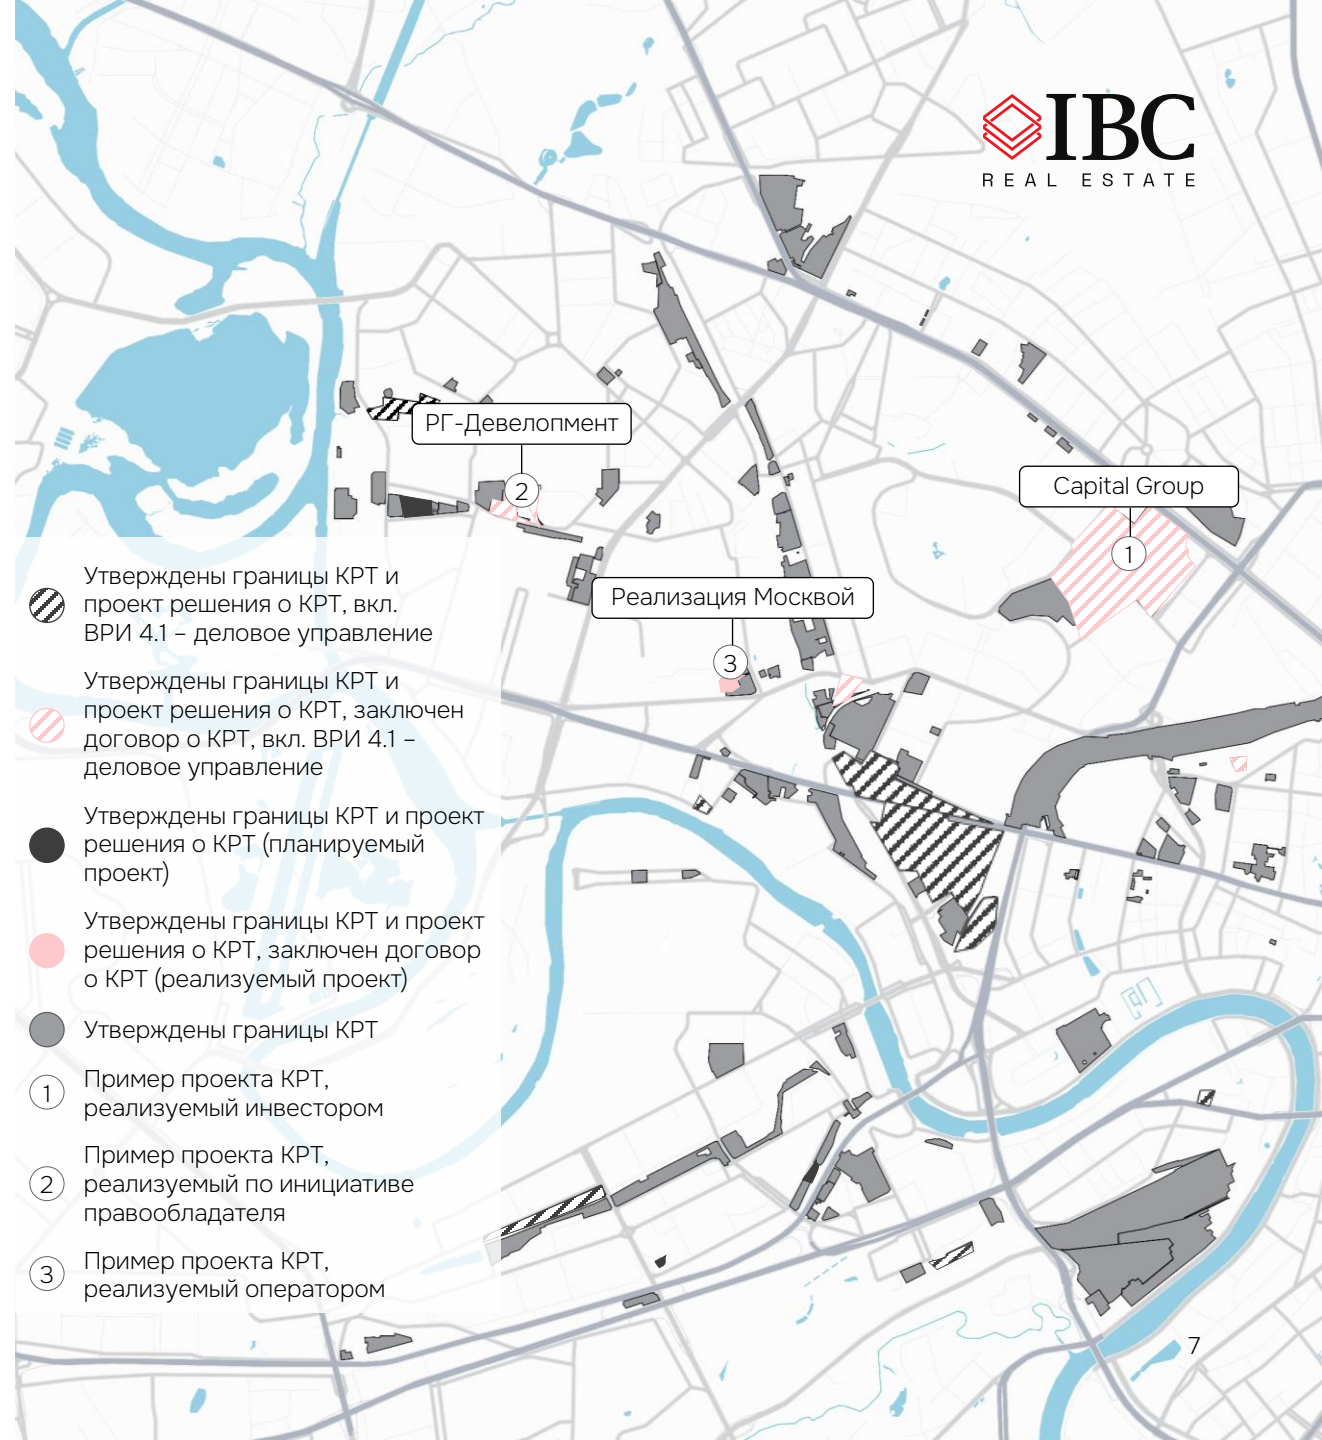 IBC
REAL ESTATE
РГ-Девелопмент
2
Capital Group
1
Реализация Москвой
3
Утверждены границы КРТ и
проект решения о КРТ, вкл.
ВРИ 4.1 – деловое управление
Утверждены границы КРТ и
проект решения о КРТ, заключен
договор о КРТ, вкл. ВРИ 4.1 –
деловое управление
Утверждены границы КРТ и проект
решения о КРТ (планируемый
проект)
Утверждены границы КРТ и проект
решения о КРТ, заключен договор
о КРТ (реализуемый проект)
Утверждены границы КРТ
1
Пример проекта КРТ,
реализуемый инвестором
2
Пример проекта КРТ,
реализуемый по инициативе
правообладателя
3
Пример проекта КРТ,
реализуемый оператором
7